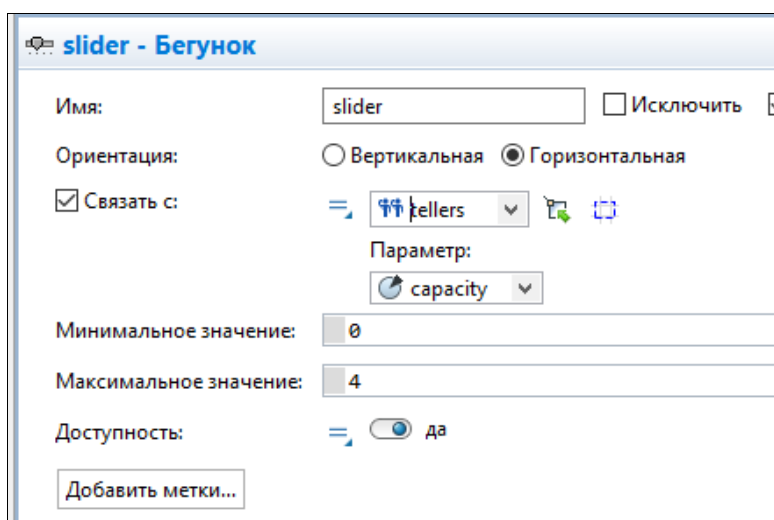 slider - Бегунок
Имя: slider Исключить
Ориентация: Вертикальная Горизонтальная
Связать с: tellers
Параметр:
capacity
Минимальное значение: 0
Максимальное значение: 4
Доступность: да
Добавить метки...